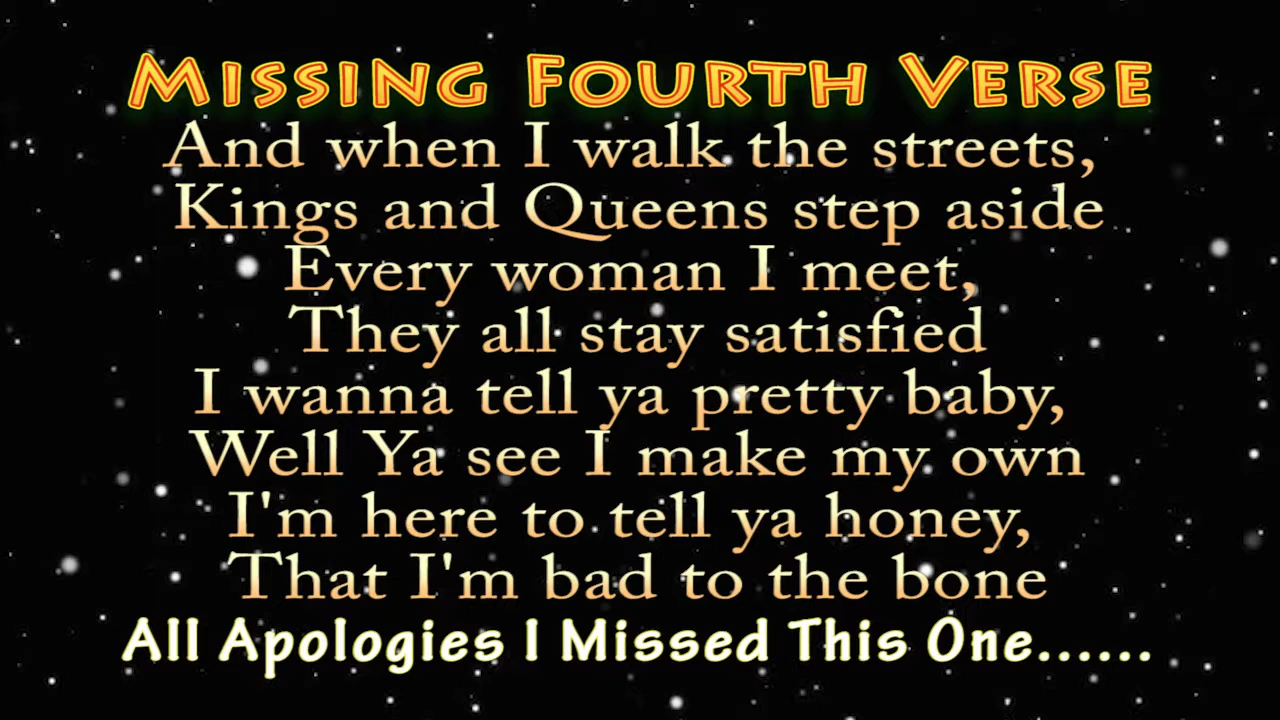 Missing Fourth Verse
And when I walk the streets,
Kings and Queens step aside
Every woman I meet,
They all stay satisfied
I wanna tell ya pretty baby,
Well Ya see I make my own
I'm here to tell ya honey,
That I'm bad to the bone
All Apologies I Missed This One......